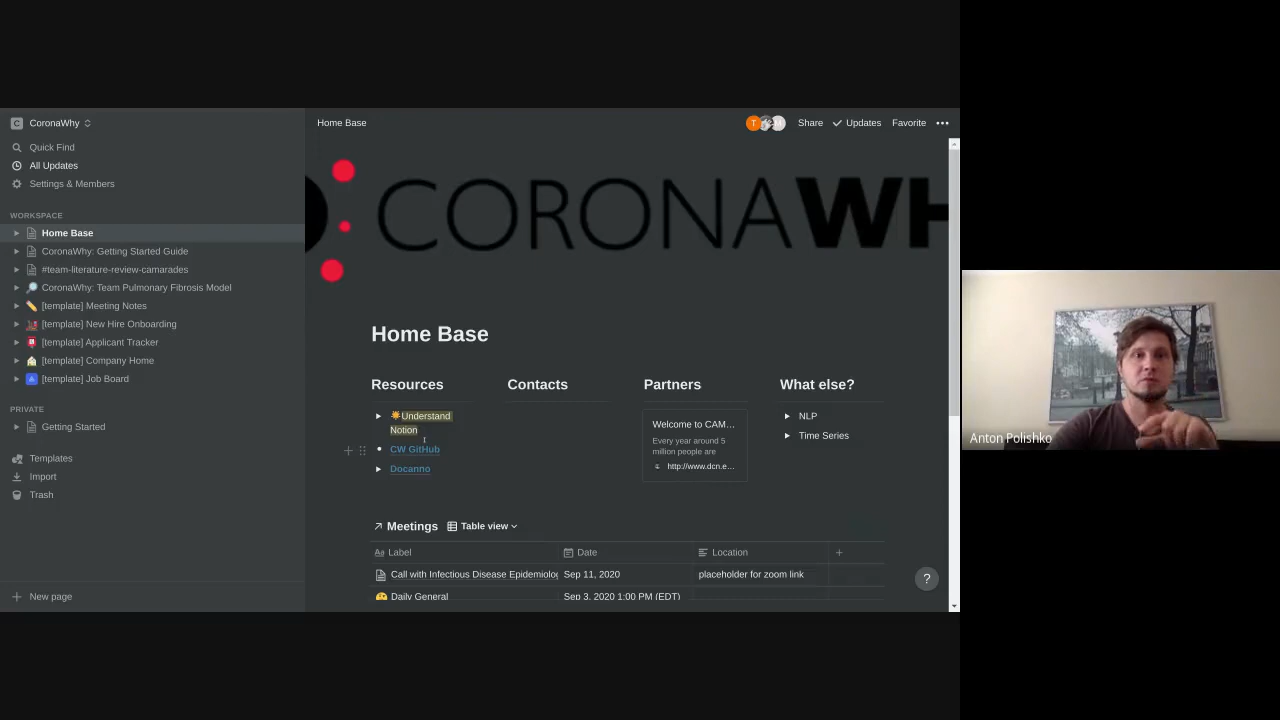 C CoronaWhy
Quick Find
All Updates
Settings & Members
WORKSPACE
Home Base
CoronaWhy: Getting Started Guide
#team-literature-review-camarades
CoronaWhy: Team Pulmonary Fibrosis Model
[template] Meeting Notes
[template] New Hire Onboarding
[template] Applicant Tracker
[template] Company Home
[template] Job Board
PRIVATE
Getting Started
Templates
Import
Trash
New page
Home Base
T
Share Updates Favorite
CORONAWH
Home Base
Resources
Understand
Notion
CW GitHub
Docanno
Contacts
Partners
Welcome to CAM...
Every year around 5
million people are
http://www.dcn.e...
What else?
NLP
Time Series
Meetings Table view
Aa Label Date Location +
Call with Infectious Disease Epidemiolog Sep 11, 2020 placeholder for zoom link
Daily General Sep 3, 2020 1:00 PM (EDT)
?
Anton Polishko